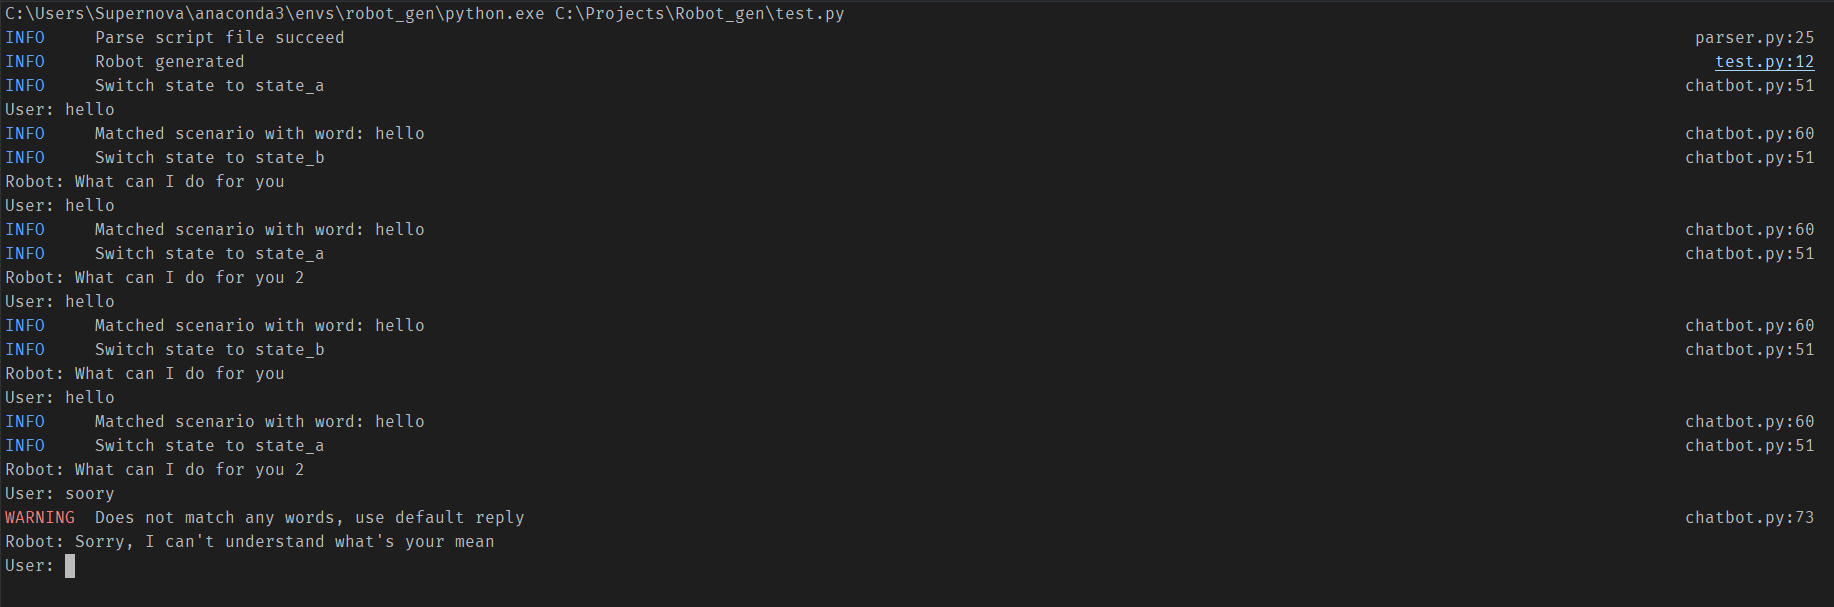 C:\Users\Supernova\anaconda3\envs\robot_gen\python.exe C:\Projects\Robot_gen\test.py
INFO     Parse script file succeed     parser.py:25
INFO     Robot generated     test.py:12
INFO     Switch state to state_a     chatbot.py:51
User: hello
INFO     Matched scenario with word: hello     chatbot.py:60
INFO     Switch state to state_b     chatbot.py:51
Robot: What can I do for you
User: hello
INFO     Matched scenario with word: hello     chatbot.py:60
INFO     Switch state to state_a     chatbot.py:51
Robot: What can I do for you 2
User: hello
INFO     Matched scenario with word: hello     chatbot.py:60
INFO     Switch state to state_b     chatbot.py:51
Robot: What can I do for you
User: hello
INFO     Matched scenario with word: hello     chatbot.py:60
INFO     Switch state to state_a     chatbot.py:51
Robot: What can I do for you 2
User: soory
WARNING  Does not match any words, use default reply     chatbot.py:73
Robot: Sorry, I can't understand what's your mean
User: